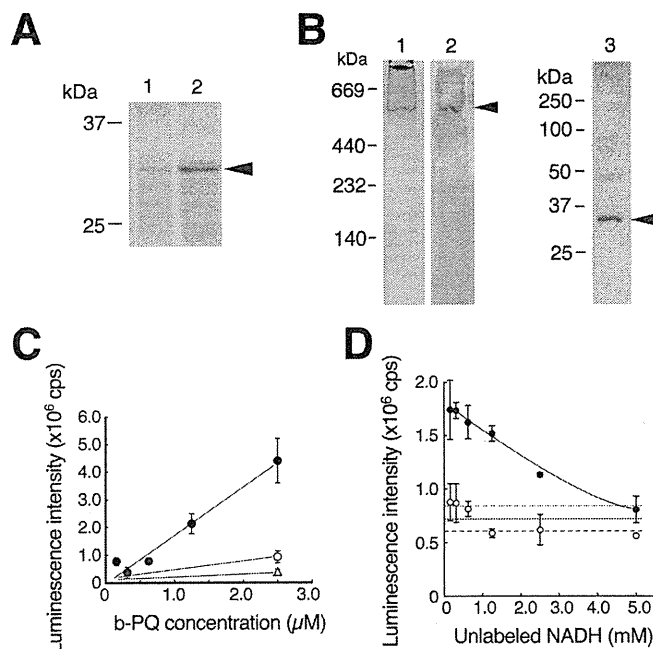 A
B
1 2
kDa
37
25
1 2
kDa
669
440
232
140
3
kDa
250
100
50
37
25
C
Luminescence intensity (x10⁶ cps)
6.0
5.0
4.0
3.0
2.0
1.0
0
0 1.0 2.0 3.0
b-PQ concentration (μM)
D
Luminescence intensity (x10⁶ cps)
2.0
1.5
1.0
0.5
0
0 1.0 2.0 3.0 4.0 5.0
Unlabeled NADH (mM)